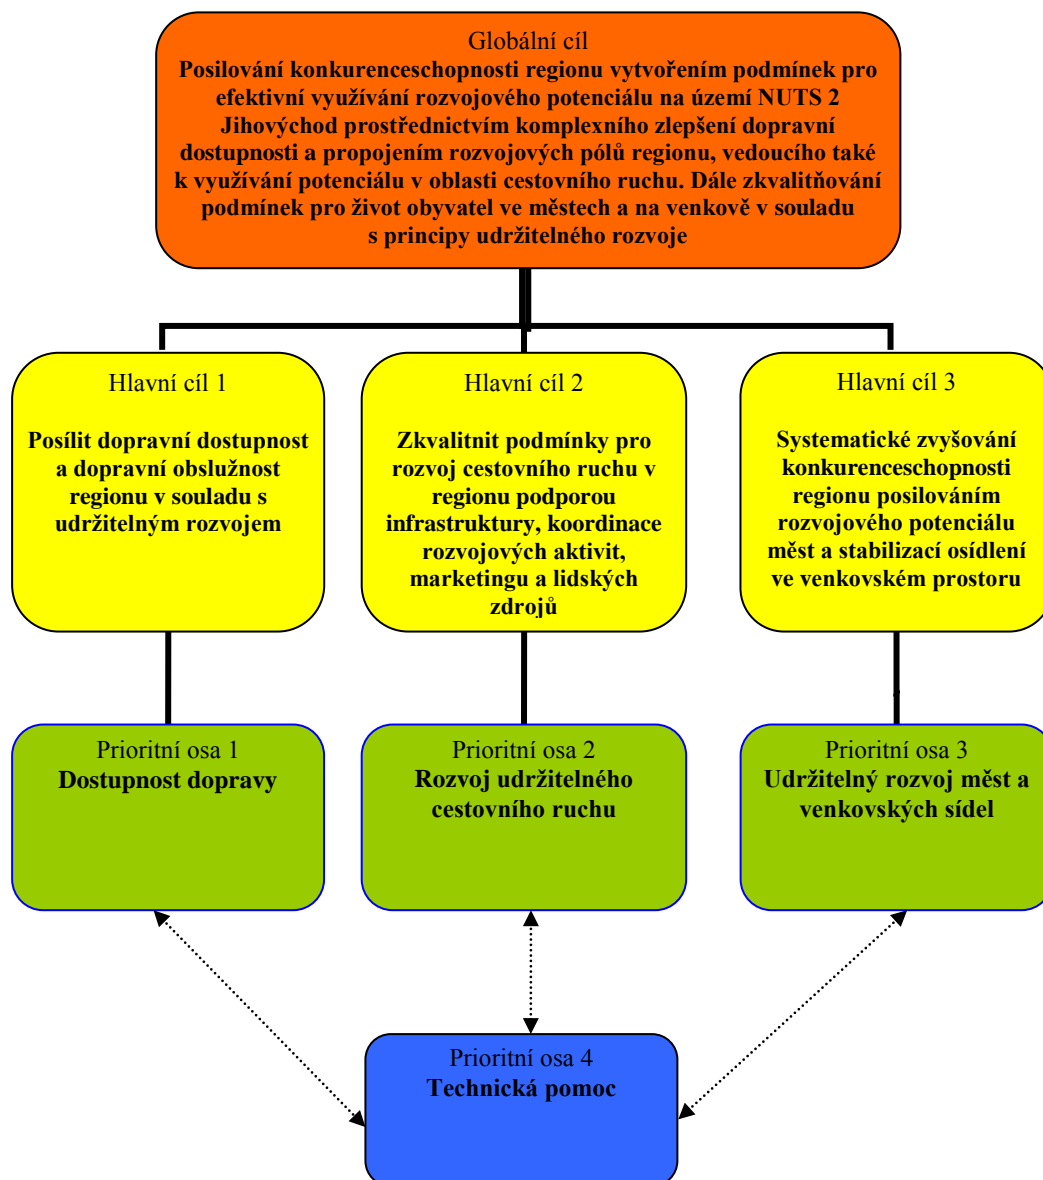 Globální cíl
Posilování konkurenceschopnosti regionu vytvořením podmínek pro
efektivní využívání rozvojového potenciálu na území NUTS 2
Jihovýchod prostřednictvím komplexního zlepšení dopravní
dostupnosti a propojením rozvojových pólů regionu, vedoucího také
k využívání potenciálu v oblasti cestovního ruchu. Dále zkvalitňování
podmínek pro život obyvatel ve městech a na venkově v souladu
s principy udržitelného rozvoje
Hlavní cíl 1
Posílit dopravní dostupnost
a dopravní obslužnost
regionu v souladu s
udržitelným rozvojem
Hlavní cíl 2
Zkvalitnit podmínky pro
rozvoj cestovního ruchu v
regionu podporou
infrastruktury, koordinace
rozvojových aktivit,
marketingu a lidských
zdrojů
Hlavní cíl 3
Systematické zvyšování
konkurenceschopnosti
regionu posilováním
rozvojového potenciálu
měst a stabilizací osídlení
ve venkovském prostoru
Prioritní osa 1
Dostupnost dopravy
Prioritní osa 2
Rozvoj udržitelného
cestovního ruchu
Prioritní osa 3
Udržitelný rozvoj měst a
venkovských sídel
Prioritní osa 4
Technická pomoc